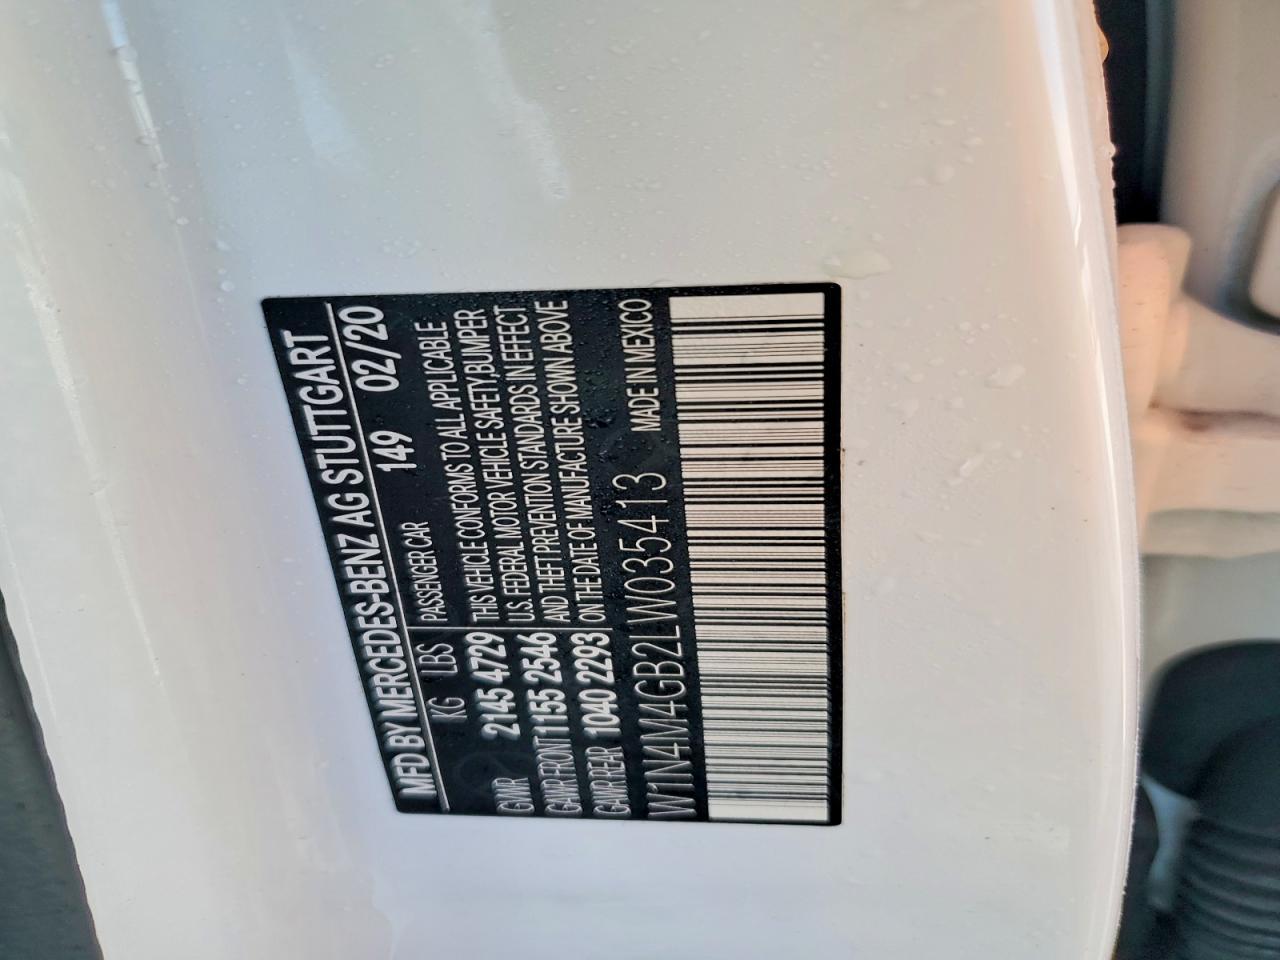 MFD BY MERCEDES-BENZ AG STUTTGART
KG LBS PASSENGER CAR 149 02/20
GVWR 2145 4729 THIS VEHICLE CONFORMS TO ALL APPLICABLE
U.S. FEDERAL MOTOR VEHICLE SAFETY,BUMPER
GAWR FRONT 1155 2546 AND THEFT PREVENTION STANDARDS IN EFFECT
GAWR REAR 1040 2293 ON THE DATE OF MANUFACTURE SHOWN ABOVE
W1N4M4GB2LW035413 MADE IN MEXICO